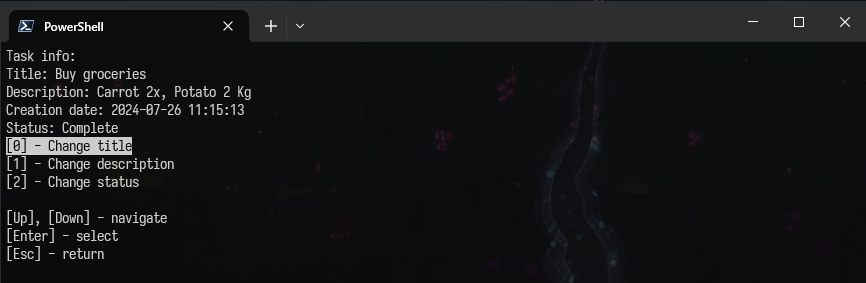 PowerShell
Task info:
Title: Buy groceries
Description: Carrot 2x, Potato 2 Kg
Creation date: 2024-07-26 11:15:13
Status: Complete
[0] - Change title
[1] - Change description
[2] - Change status
[Up], [Down] - navigate
[Enter] - select
[Esc] - return